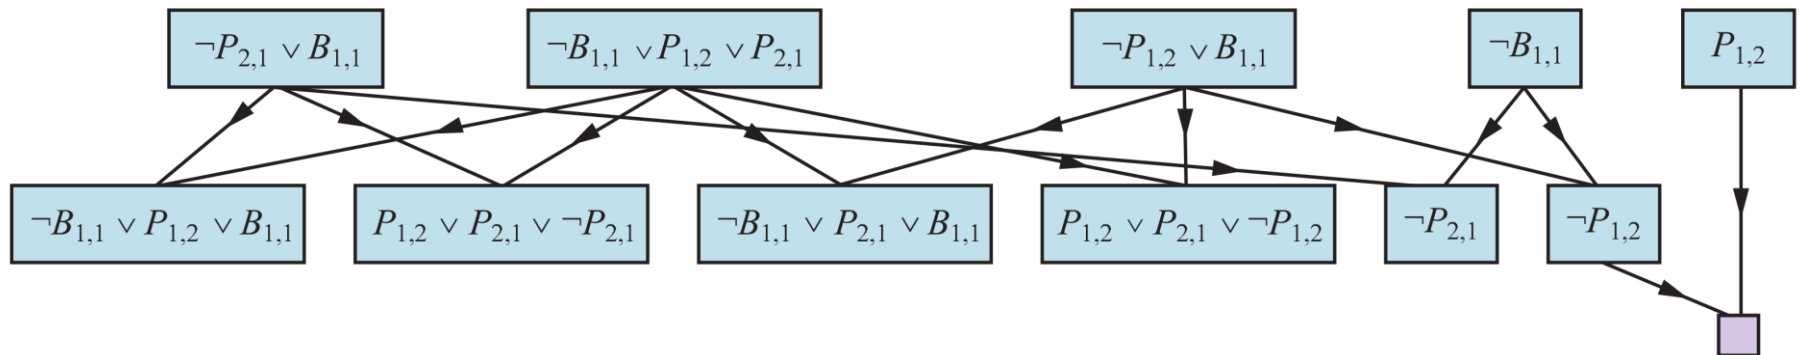 ¬P2,1 ∨ B1,1
¬B1,1 ∨ P1,2 ∨ P2,1
¬P1,2 ∨ B1,1
¬B1,1
P1,2
¬B1,1 ∨ P1,2 ∨ B1,1
P1,2 ∨ P2,1 ∨ ¬P2,1
¬B1,1 ∨ P2,1 ∨ B1,1
P1,2 ∨ P2,1 ∨ ¬P1,2
¬P2,1
¬P1,2